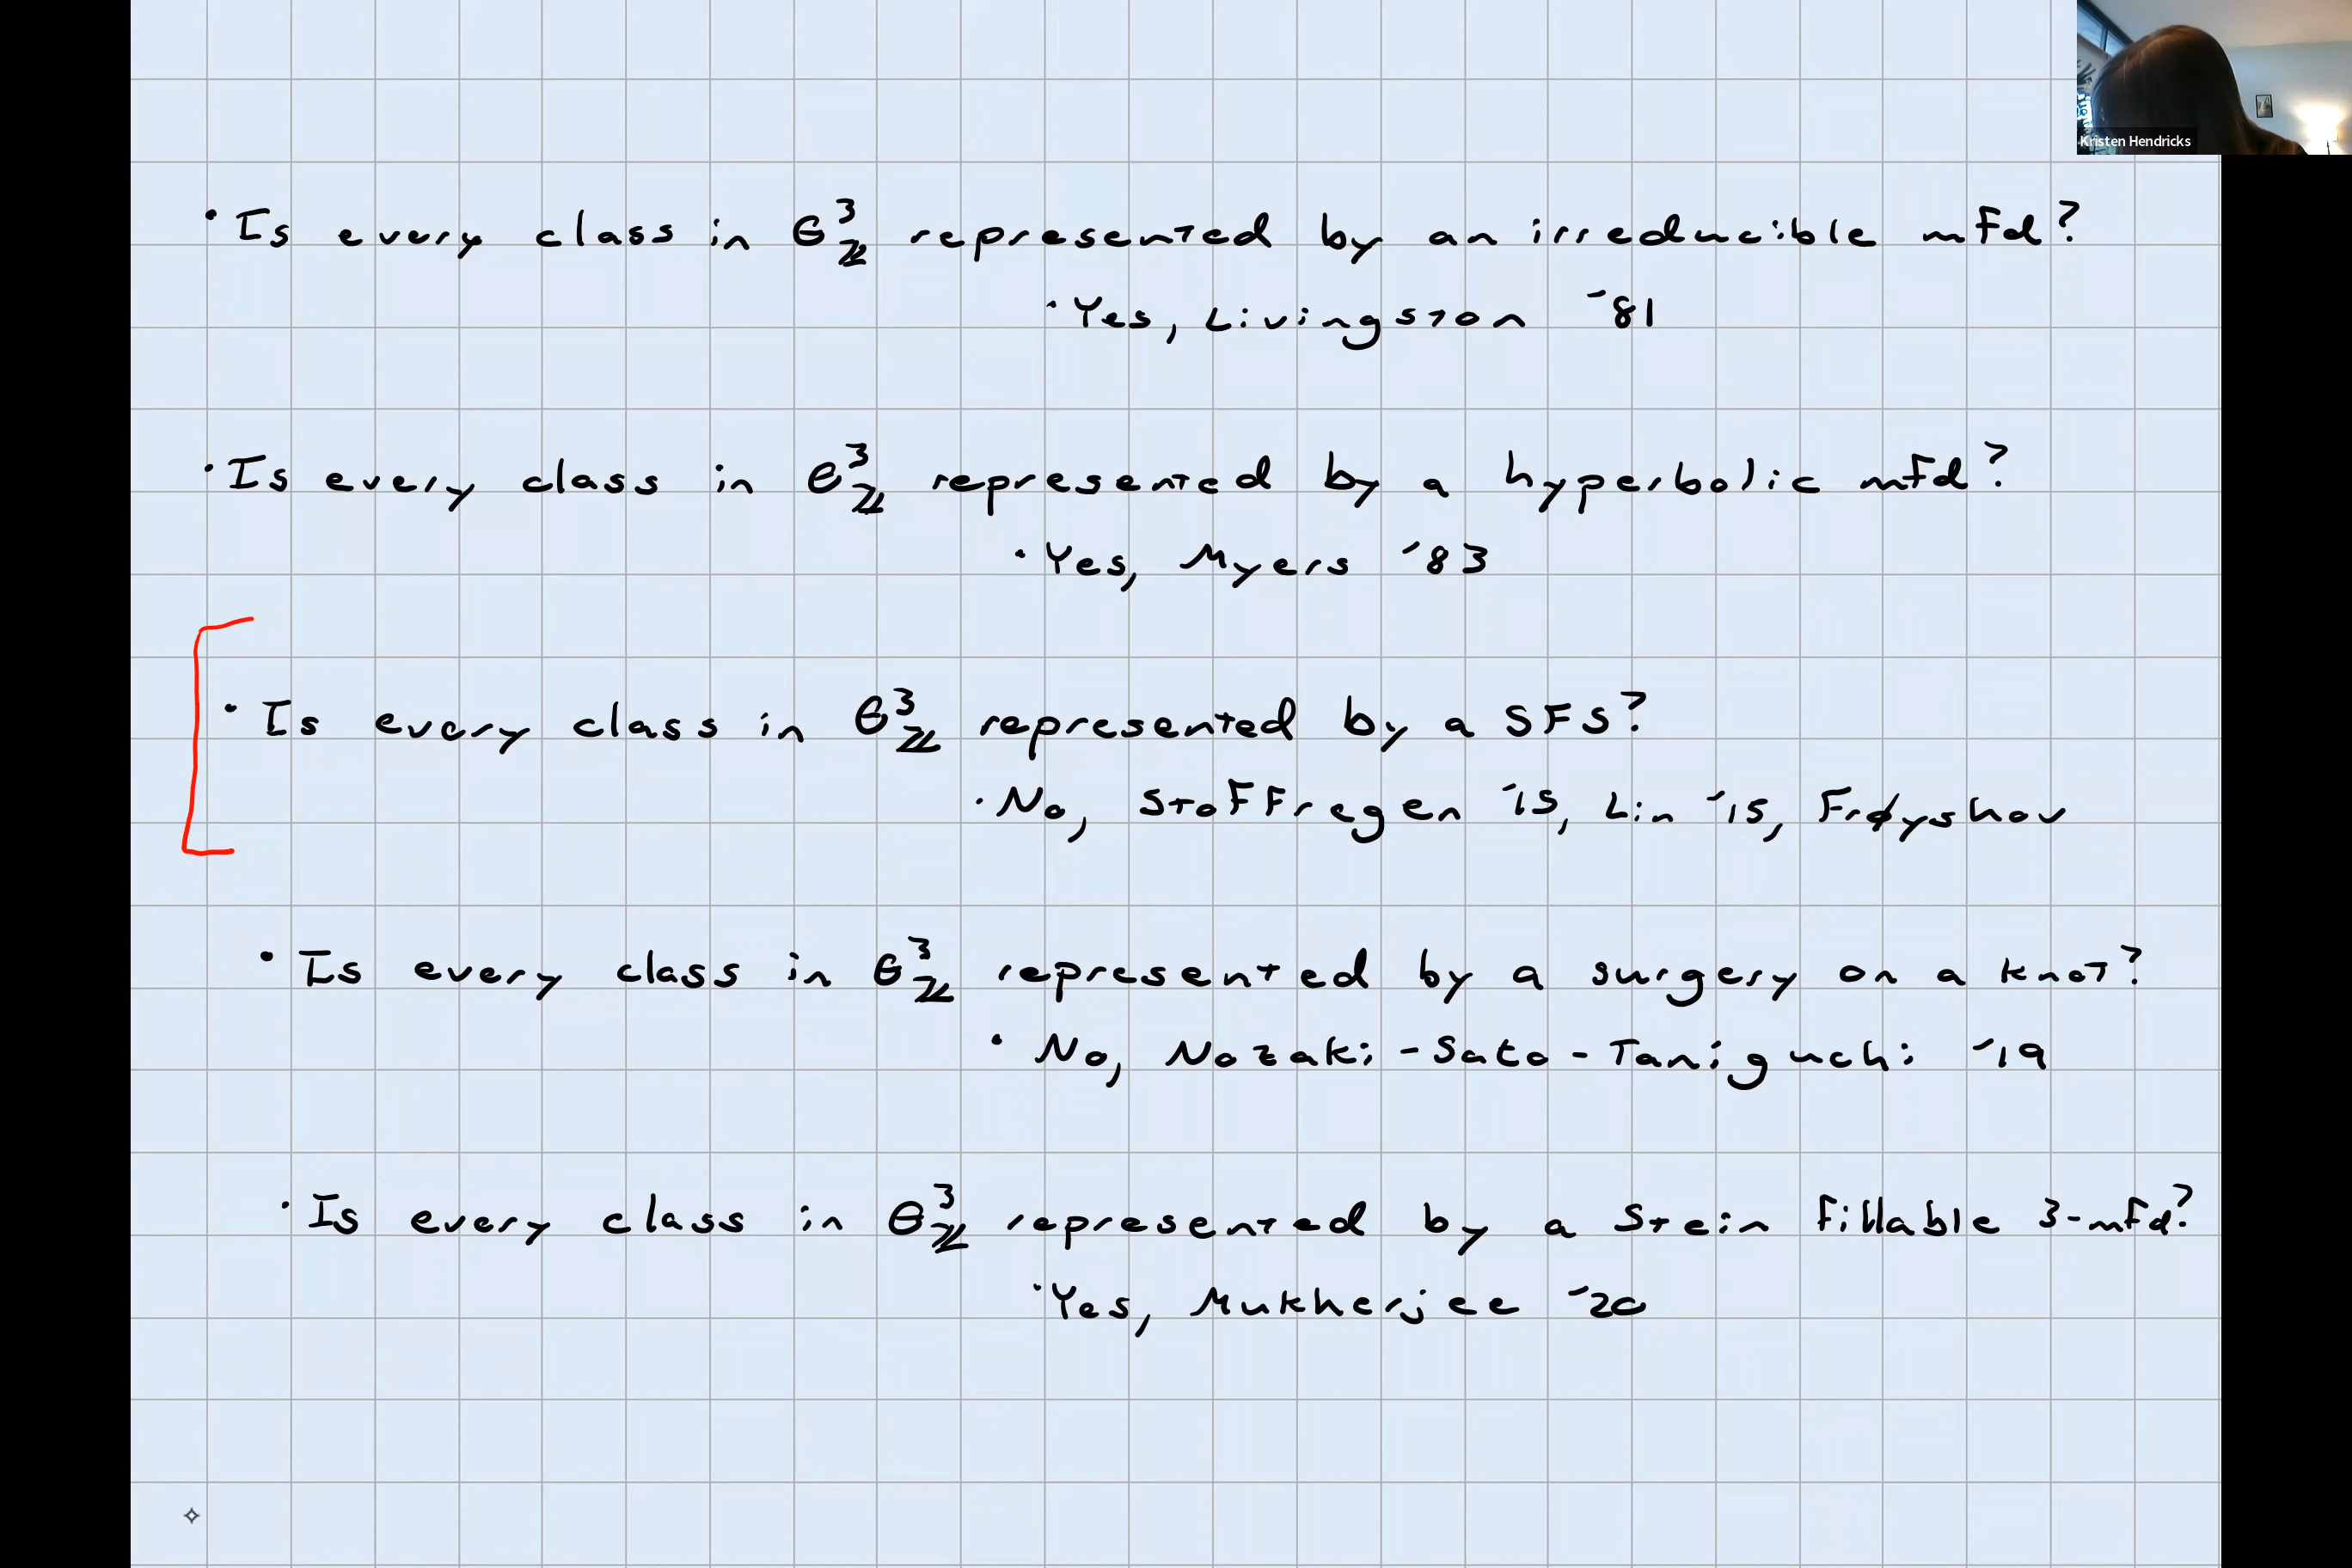 Kristen Hendricks
· Is every class in Θ³_ℤ represented by an irreducible mfd?
· Yes, Livingston '81
· Is every class in Θ³_ℤ represented by a hyperbolic mfd?
· Yes, Myers '83
· Is every class in Θ³_ℤ represented by a SFS?
· No, Stoffregen '15, Lin '15, Frøyshov
· Is every class in Θ³_ℤ represented by a surgery on a knot?
· No, Nozaki-Sato-Taniguchi '19
· Is every class in Θ³_ℤ represented by a Stein fillable 3-mfd?
· Yes, Mukherjee '20